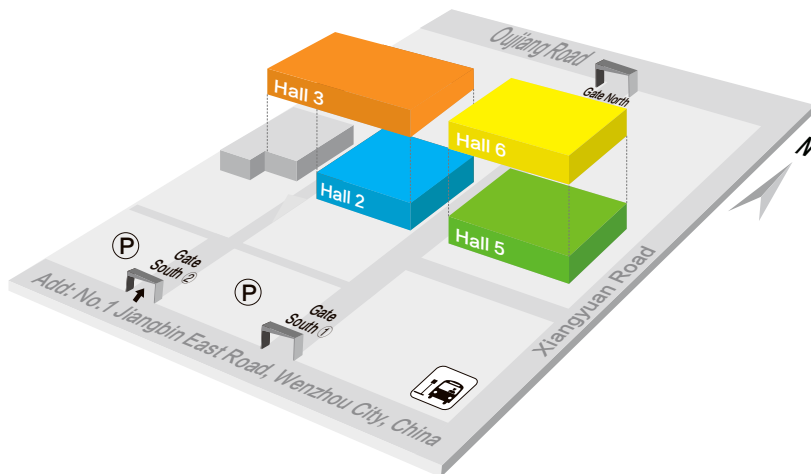 Oujiang Road
Gate North
Hall 3
Hall 6
N
Hall 2
Hall 5
P
Gate
South ②
P
Gate
South ①
Xiangyuan Road
Add: No.1 Jiangbin East Road, Wenzhou City, China